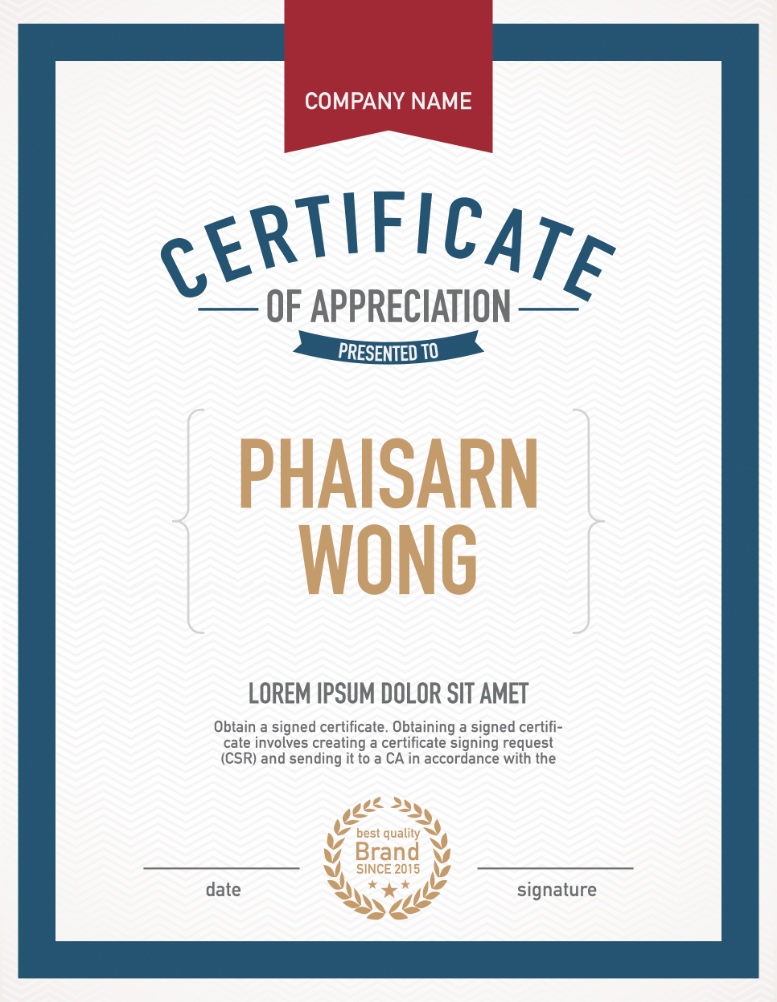 COMPANY NAME
CERTIFICATE
OF APPRECIATION
PRESENTED TO
PHAISARN
WONG
LOREM IPSUM DOLOR SIT AMET
Obtain a signed certificate. Obtaining a signed certifi-
cate involves creating a certificate signing request
(CSR) and sending it to a CA in accordance with the
best quality
Brand
SINCE 2015
date
signature